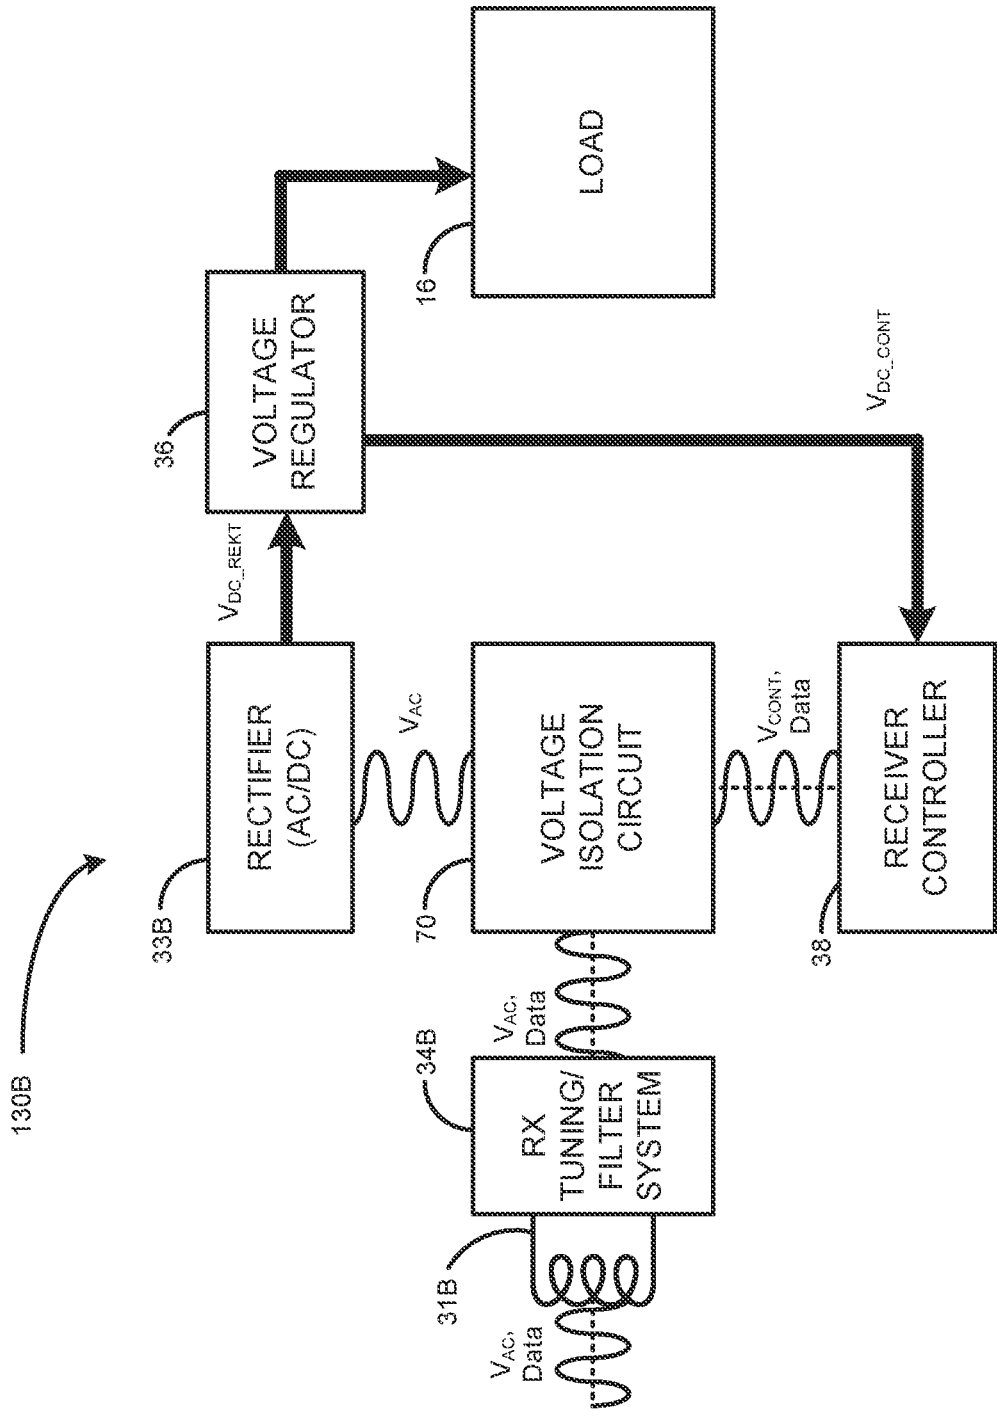 130B
33B
RECTIFIER
(AC/DC)
V_DC_REKT
36
VOLTAGE
REGULATOR
V_AC
16
LOAD
V_AC,
Data
31B
34B
RX
TUNING/
FILTER
SYSTEM
V_AC,
Data
70
VOLTAGE
ISOLATION
CIRCUIT
V_CONT,
Data
38
RECEIVER
CONTROLLER
V_DC_CONT